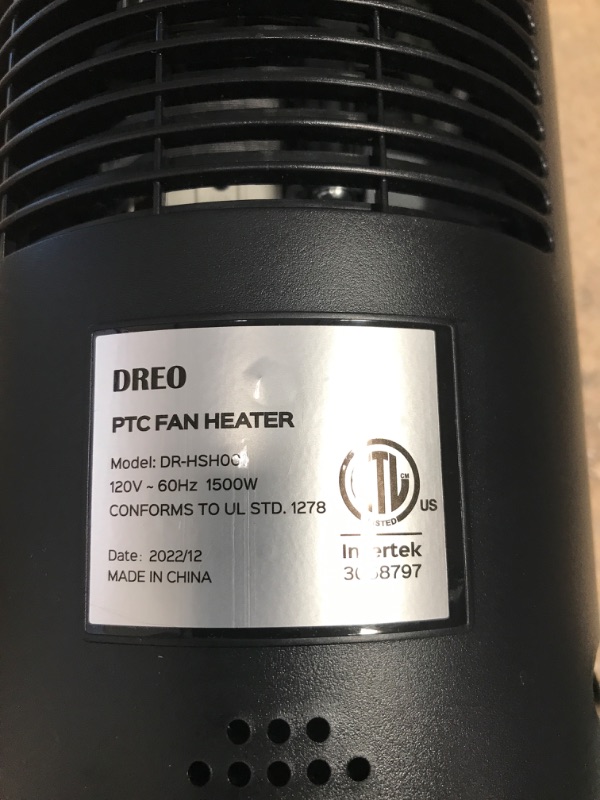 DREO
PTC FAN HEATER
Model:
120V ~ 60Hz 1500W
CONFORMS TO UL STD. 1278
Date: 2022/12
MADE IN CHINA
CM
US